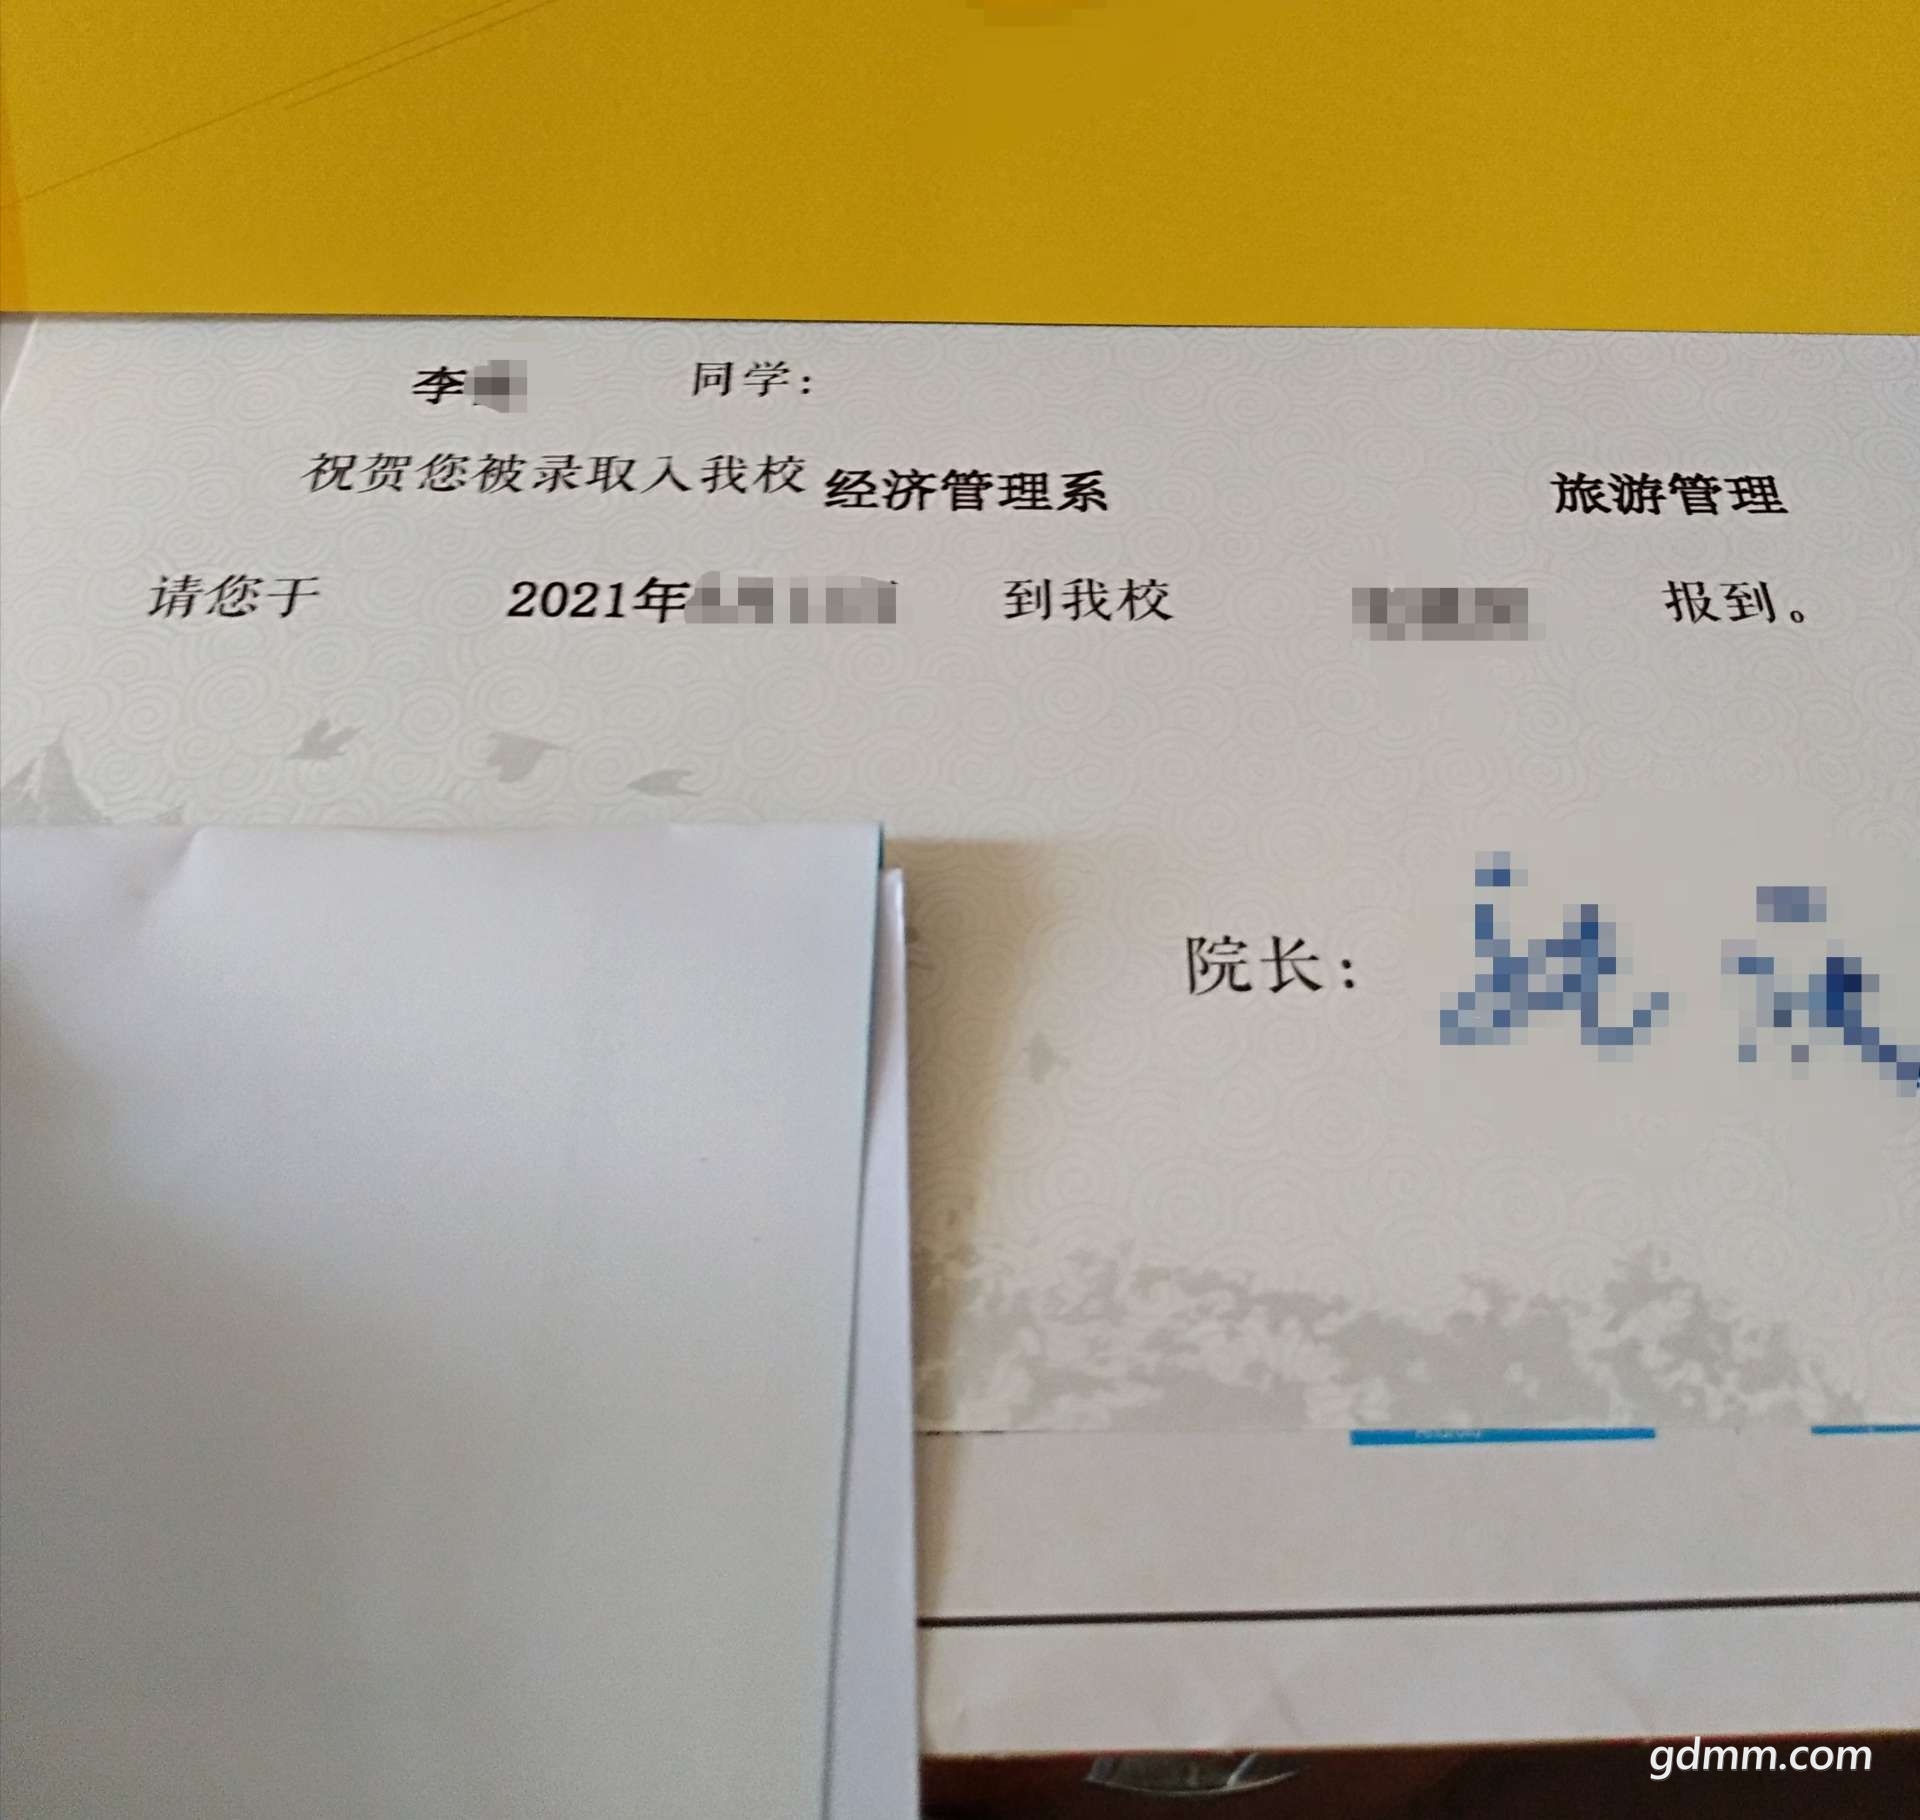 李 同学：
祝贺您被录取入我校 经济管理系 旅游管理
请您于 2021年 到我校 报到。
院长：
gdmm.com